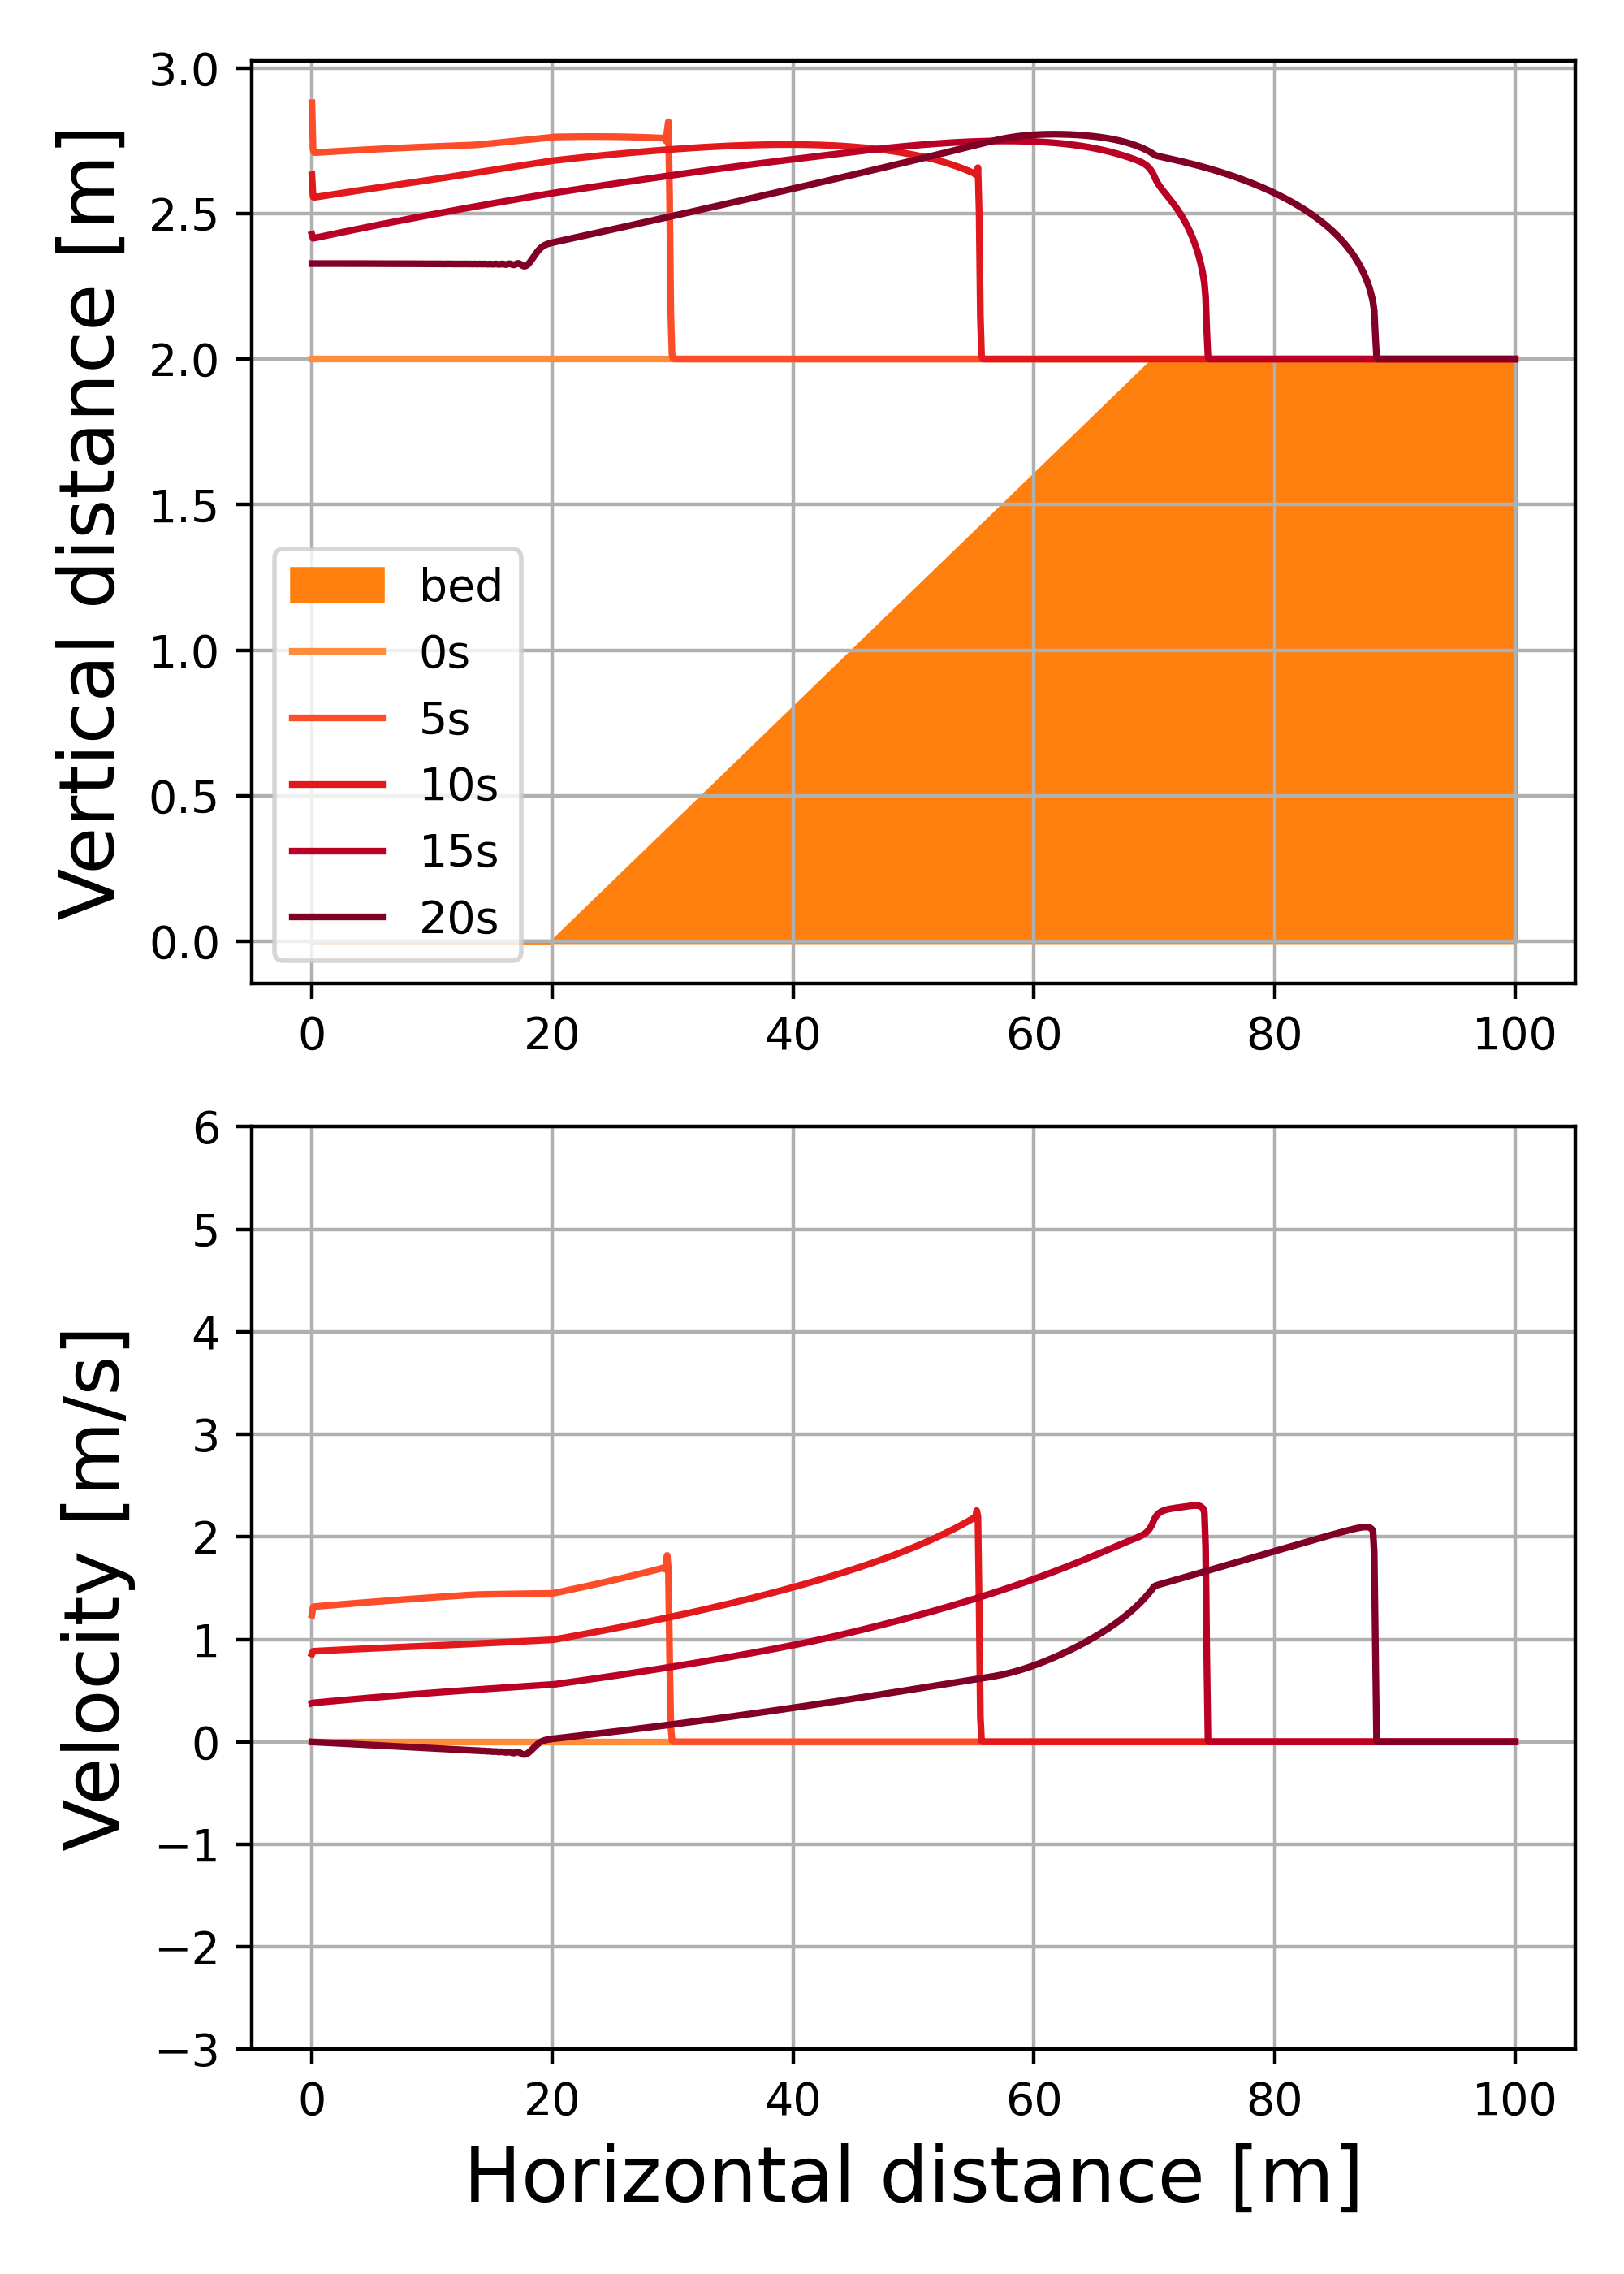 Vertical distance [m]
3.0
2.5
2.0
1.5
1.0
0.5
0.0
bed
0s
5s
10s
15s
20s
0 20 40 60 80 100
Velocity [m/s]
6
5
4
3
2
1
0
−1
−2
−3
0 20 40 60 80 100
Horizontal distance [m]